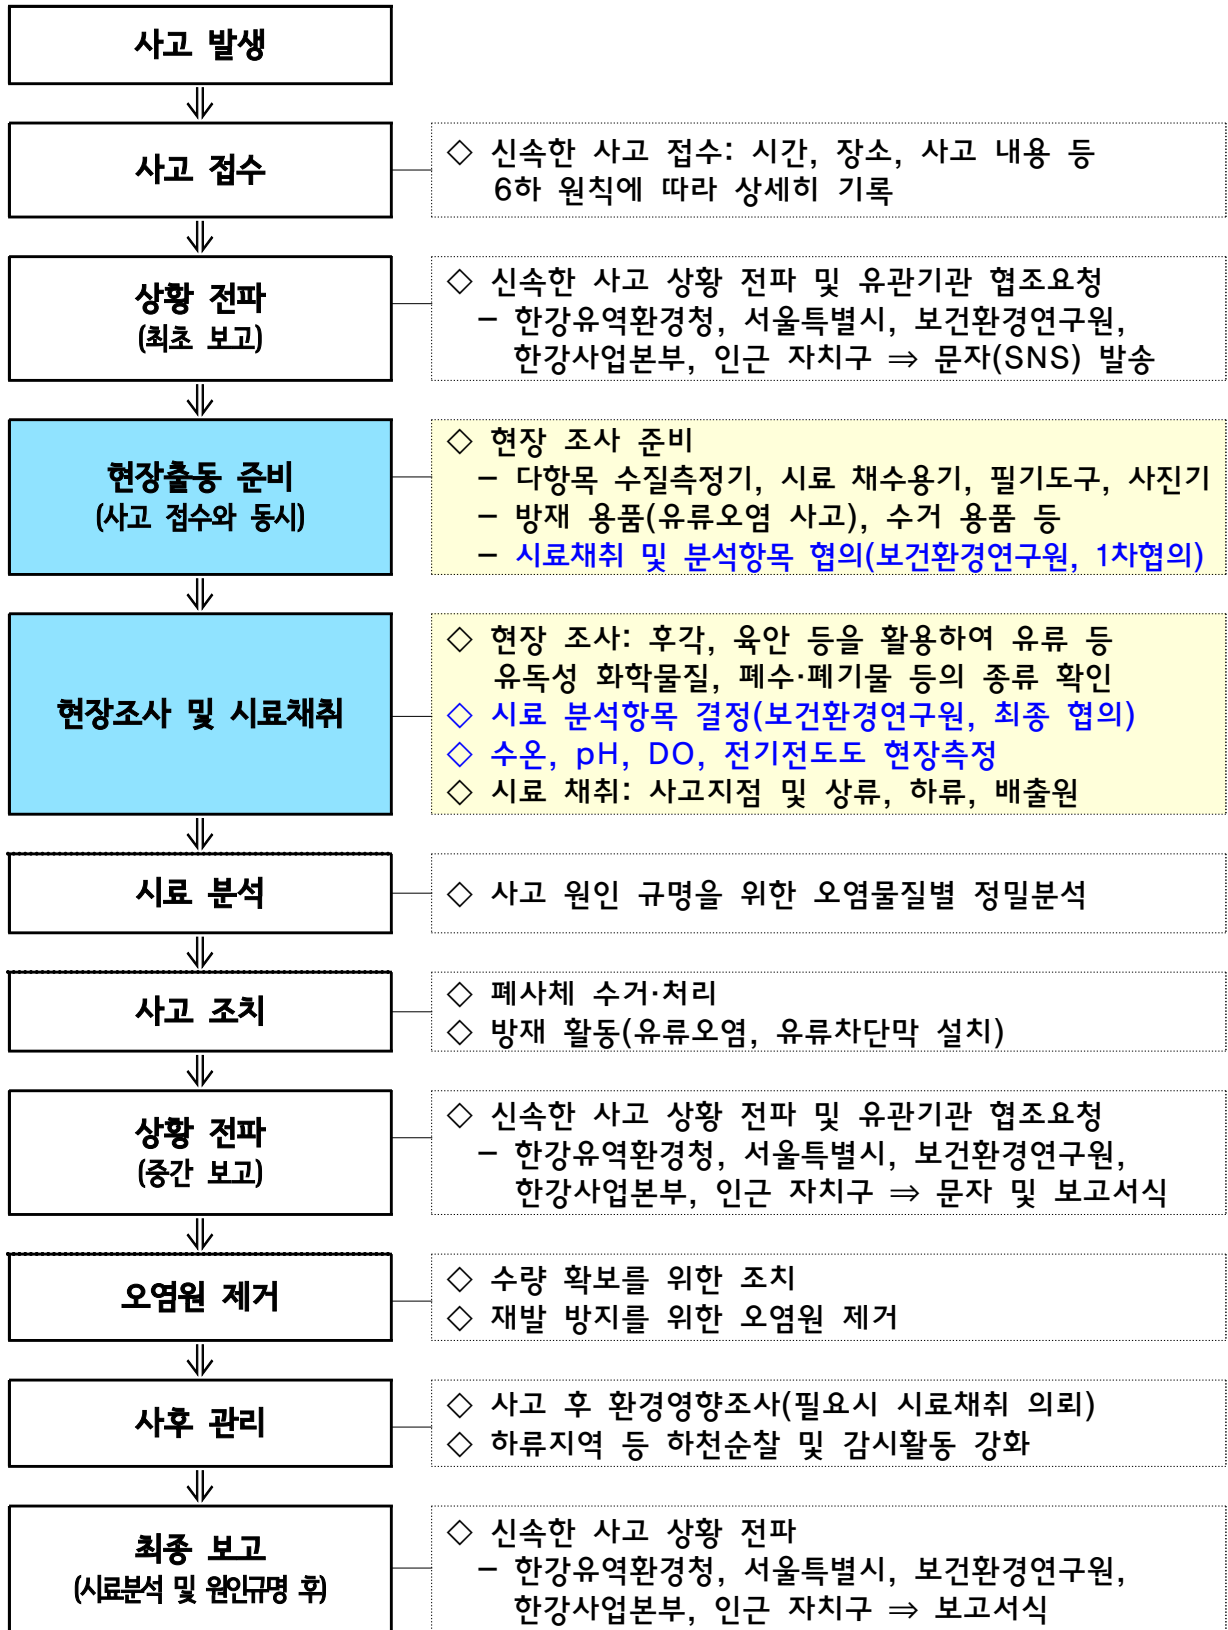 사고 발생
⇓
사고 접수
◇ 신속한 사고 접수: 시간, 장소, 사고 내용 등
6하 원칙에 따라 상세히 기록
⇓
상황 전파
(최초 보고)
◇ 신속한 사고 상황 전파 및 유관기관 협조요청
– 한강유역환경청, 서울특별시, 보건환경연구원,
한강사업본부, 인근 자치구 ⇒ 문자(SNS) 발송
⇓
현장출동 준비
(사고 접수와 동시)
◇ 현장 조사 준비
– 다항목 수질측정기, 시료 채수용기, 필기도구, 사진기
– 방재 용품(유류오염 사고), 수거 용품 등
– 시료채취 및 분석항목 협의(보건환경연구원, 1차협의)
⇓
현장조사 및 시료채취
◇ 현장 조사: 후각, 육안 등을 활용하여 유류 등
유독성 화학물질, 폐수·폐기물 등의 종류 확인
◇ 시료 분석항목 결정(보건환경연구원, 최종 협의)
◇ 수온, pH, DO, 전기전도도 현장측정
◇ 시료 채취: 사고지점 및 상류, 하류, 배출원
⇓
시료 분석
◇ 사고 원인 규명을 위한 오염물질별 정밀분석
⇓
사고 조치
◇ 폐사체 수거·처리
◇ 방재 활동(유류오염, 유류차단막 설치)
⇓
상황 전파
(중간 보고)
◇ 신속한 사고 상황 전파 및 유관기관 협조요청
– 한강유역환경청, 서울특별시, 보건환경연구원,
한강사업본부, 인근 자치구 ⇒ 문자 및 보고서식
⇓
오염원 제거
◇ 수량 확보를 위한 조치
◇ 재발 방지를 위한 오염원 제거
⇓
사후 관리
◇ 사고 후 환경영향조사(필요시 시료채취 의뢰)
◇ 하류지역 등 하천순찰 및 감시활동 강화
⇓
최종 보고
(시료분석 및 원인규명 후)
◇ 신속한 사고 상황 전파
– 한강유역환경청, 서울특별시, 보건환경연구원,
한강사업본부, 인근 자치구 ⇒ 보고서식